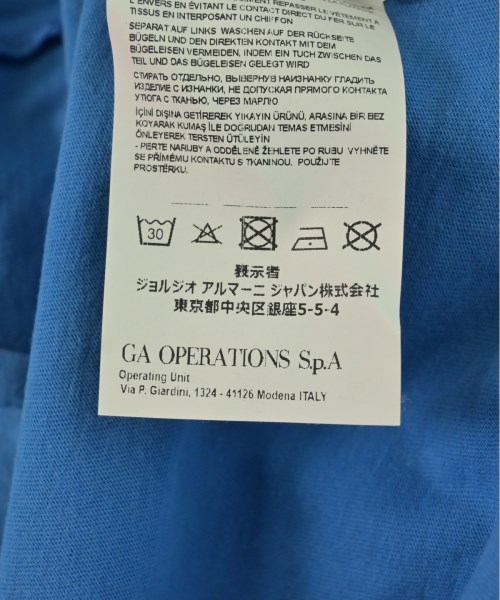 L'ENVERS EN ÉVITANT LE CONTACT DIRECT DU FER SUR LE
TISSUS EN INTERPOSANT UN CHIFFON
SEPARAT AUF LINKS WASCHEN AUF DER RÜCKSEITE
BÜGELN UND DEN DIREKTEN KONTAKT MIT DEM
BÜGELEISEN VERMEIDEN, INDEM EIN TUCH ZWISCHAN DAS
TEIL UND DAS BÜGELEISEN GELEGT WIRD
СТИРАТЬ ОТДЕЛЬНО, ВЫВЕРНУВ НАИЗНАНКУ ГЛАДИТЬ
ИЗДЕЛИЕ С ИЗНАНКИ, НЕ ДОПУСКАЯ ПРЯМОГО КОНТАКТА
УТЮГА С ТКАНЬЮ, ЧЕРЕЗ МАРЛЮ
İÇİNİ DIŞINA GETİREREK YIKAYIN ÜRÜNÜ, ARASINA BİR BEZ
KOYARAK KUMAŞ İLE DOĞRUDAN TEMAS ETMESİNİ
ÖNLEYEREK TERSTEN ÜTÜLEYİN
- PIERTE NARUBY A ODDĚLENĚ ŽEHLETE PO RUBU VYHNĚTE
SE PŘÍMÉMU KONTAKTU S TKANINOU. POUŽIJTE
PROSTĚRKU.
30
表示者
ジョルジオ アルマーニ ジャパン株式会社
東京都中央区銀座5-5-4
GA OPERATIONS S.p.A
Operating Unit
Via P. Giardini, 1324 - 41126 Modena ITALY